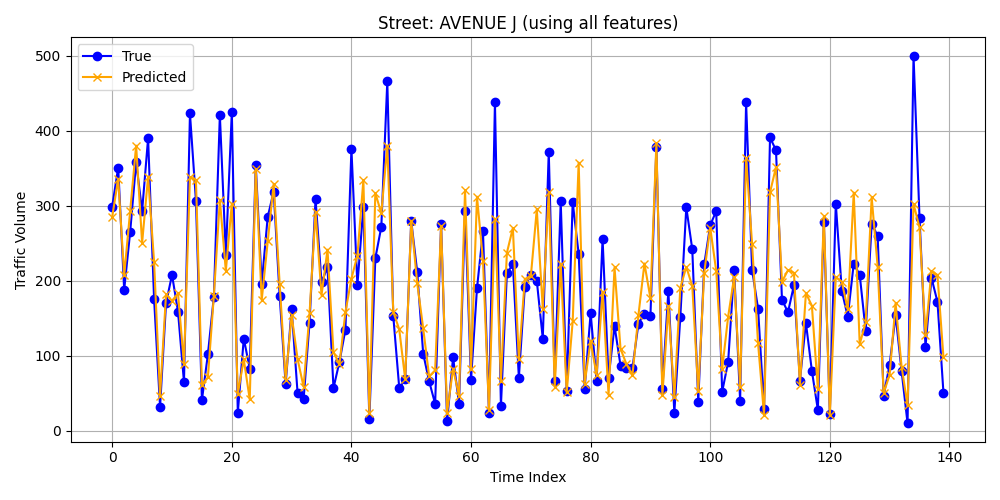 Street: AVENUE J (using all features)
True
Predicted
Traffic Volume
500
400
300
200
100
0
0 20 40 60 80 100 120 140
Time Index